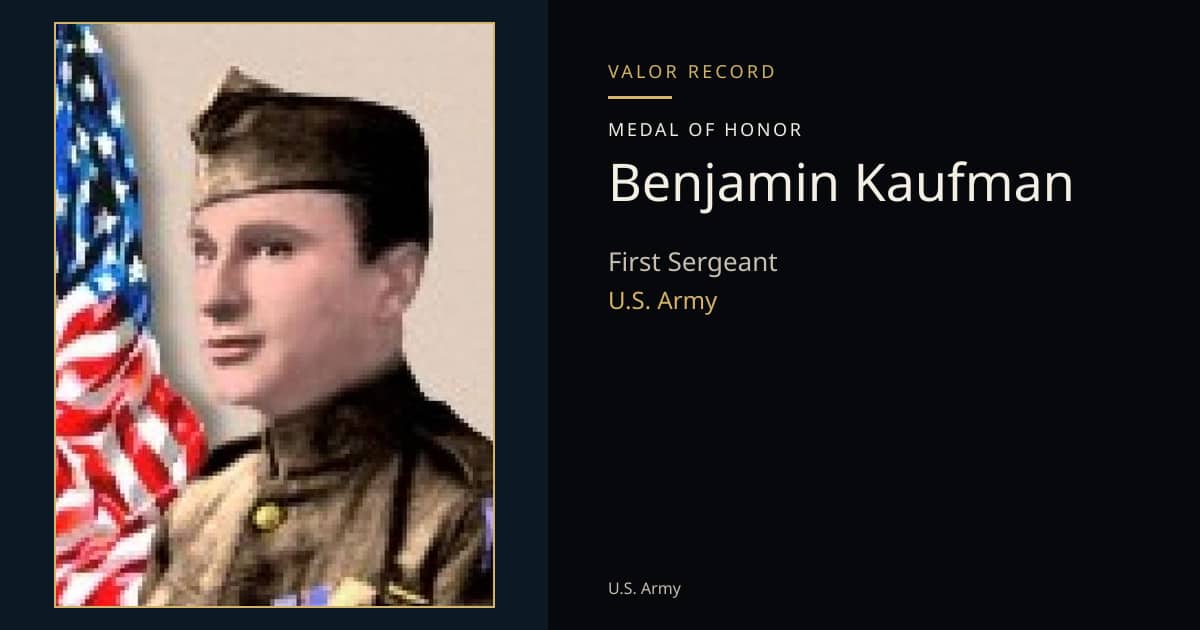 VALOR RECORD
MEDAL OF HONOR
Benjamin Kaufman
First Sergeant
U.S. Army
U.S. Army